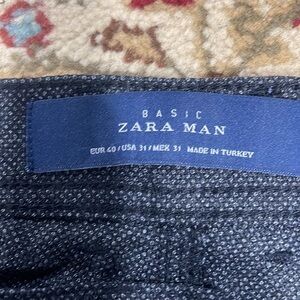 BASIC
ZARA MAN
EUR 40 / USA 31 / MEX 31 MADE IN TURKEY